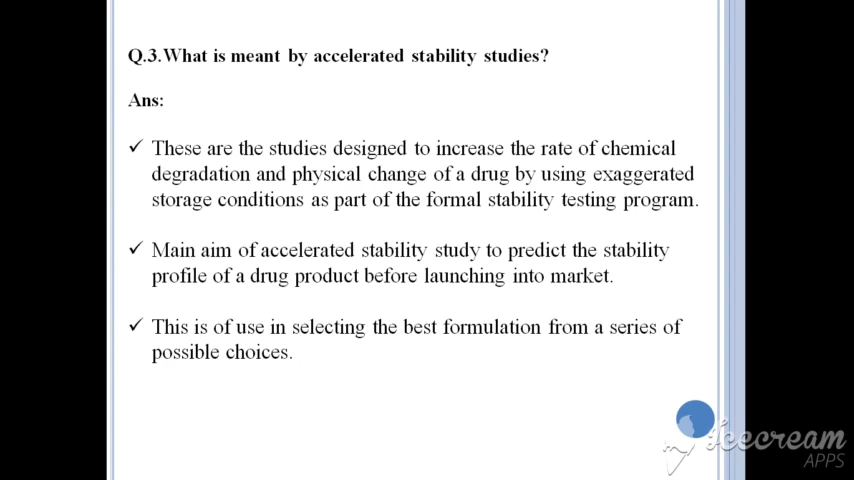 Q.3.What is meant by accelerated stability studies?
Ans:
✓ These are the studies designed to increase the rate of chemical
degradation and physical change of a drug by using exaggerated
storage conditions as part of the formal stability testing program.
✓ Main aim of accelerated stability study to predict the stability
profile of a drug product before launching into market.
✓ This is of use in selecting the best formulation from a series of
possible choices.
Icecream
APPS